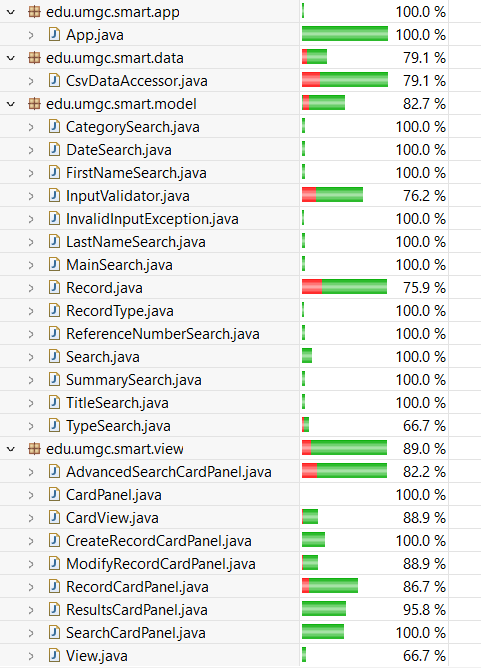 edu.umgc.smart.app 100.0 %
App.java 100.0 %
edu.umgc.smart.data 79.1 %
CsvDataAccessor.java 79.1 %
edu.umgc.smart.model 82.7 %
CategorySearch.java 100.0 %
DateSearch.java 100.0 %
FirstNameSearch.java 100.0 %
InputValidator.java 76.2 %
InvalidInputException.java 100.0 %
LastNameSearch.java 100.0 %
MainSearch.java 100.0 %
Record.java 75.9 %
RecordType.java 100.0 %
ReferenceNumberSearch.java 100.0 %
Search.java 100.0 %
SummarySearch.java 100.0 %
TitleSearch.java 100.0 %
TypeSearch.java 66.7 %
edu.umgc.smart.view 89.0 %
AdvancedSearchCardPanel.java 82.2 %
CardPanel.java 100.0 %
CardView.java 88.9 %
CreateRecordCardPanel.java 100.0 %
ModifyRecordCardPanel.java 88.9 %
RecordCardPanel.java 86.7 %
ResultsCardPanel.java 95.8 %
SearchCardPanel.java 100.0 %
View.java 66.7 %